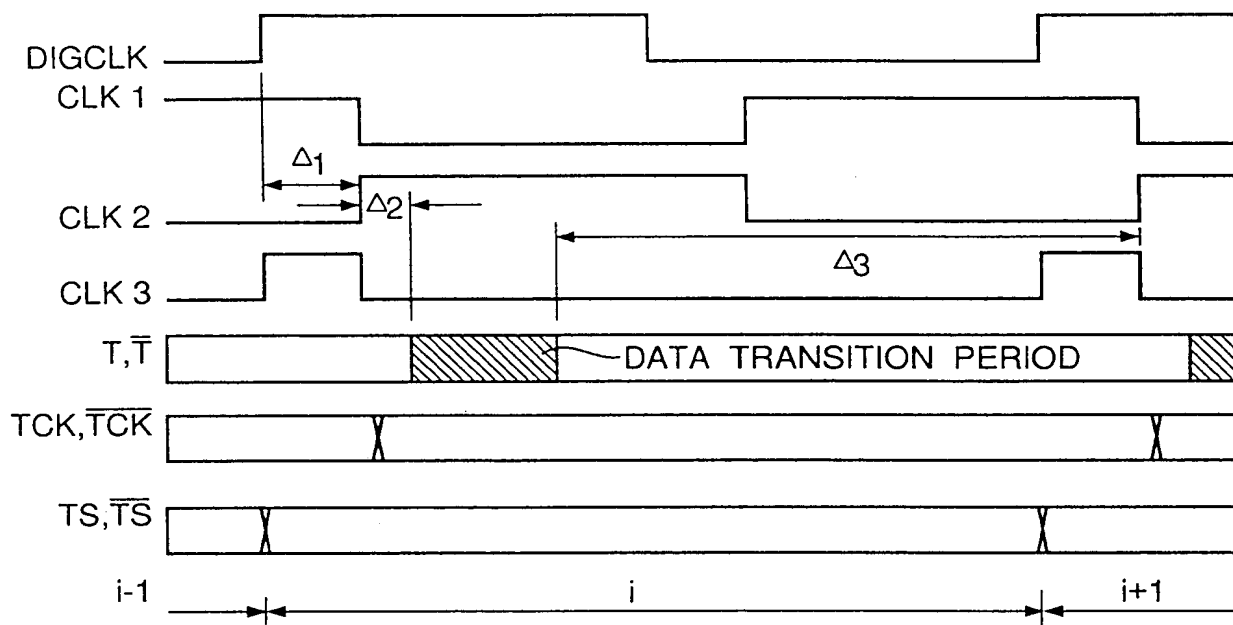 DIGCLK
CLK 1
Δ1
CLK 2
Δ2
Δ3
CLK 3
T,T̅
DATA TRANSITION PERIOD
TCK,T̅C̅K̅
TS,T̅S̅
i-1
i
i+1